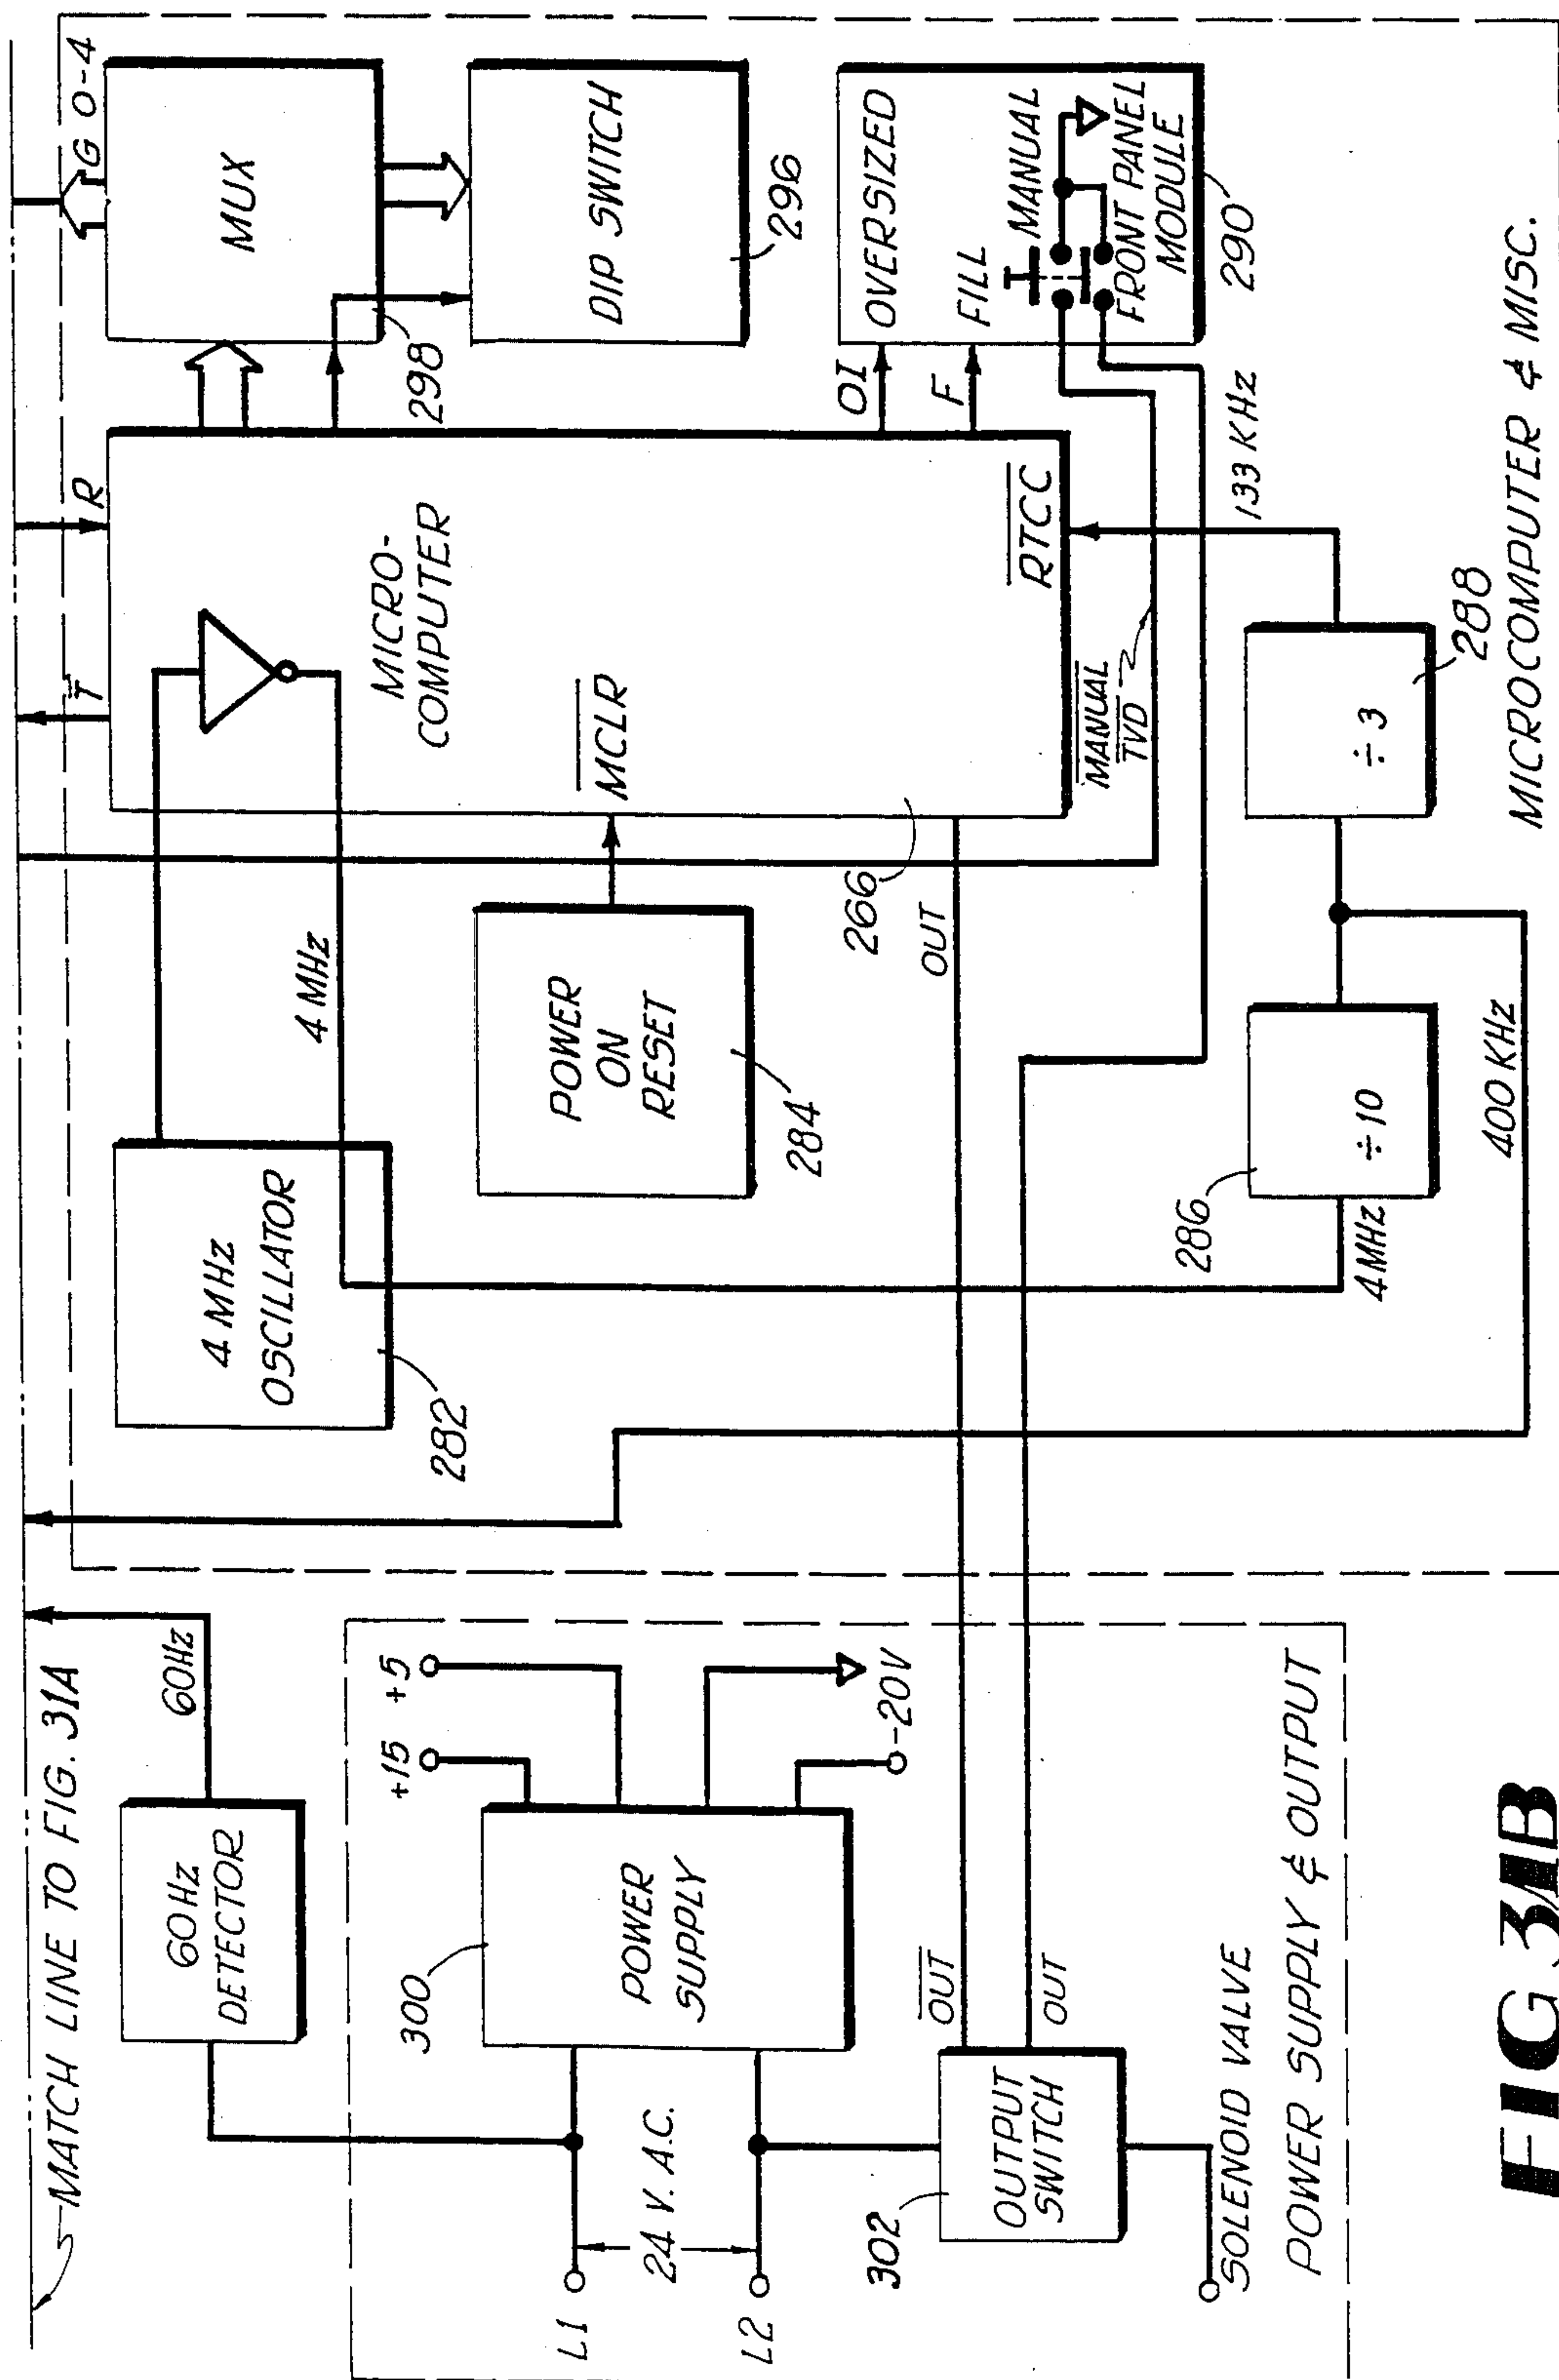 MATCH LINE TO FIG. 31A
60Hz
DETECTOR
60Hz
L1
L2
24 V. A.C.
300
POWER
SUPPLY
+15
+5
-20V
302
OUTPUT
SWITCH
OUT
OUT
SOLENOID VALVE
POWER SUPPLY & OUTPUT
4 MHz
OSCILLATOR
282
4 MHz
POWER
ON
RESET
284
T
R
MICRO-
COMPUTER
MCLR
RTCC
266
OUT
G 0-4
MUX
298
DIP SWITCH
296
OI
F
OVERSIZED
FILL
MANUAL
FRONT PANEL
MODULE
290
MANUAL
TVD
133 KHz
286
÷ 10
4 MHz
400 KHz
÷ 3
288
MICROCOMPUTER & MISC.
FIG 31B